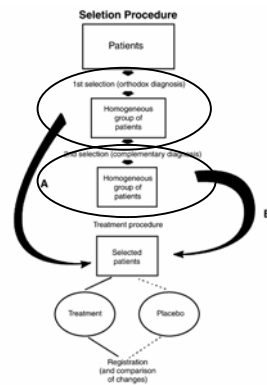 Seletion Procedure
Patients
1st selection (orthodox diagnosis)
Homogeneous
group of
patients
2nd selection (complementary diagnosis)
A
Homogeneous
group of
patients
B
Treatment procedure
Selected
patients
Treatment
Placebo
Registration
(and comparison
of changes)